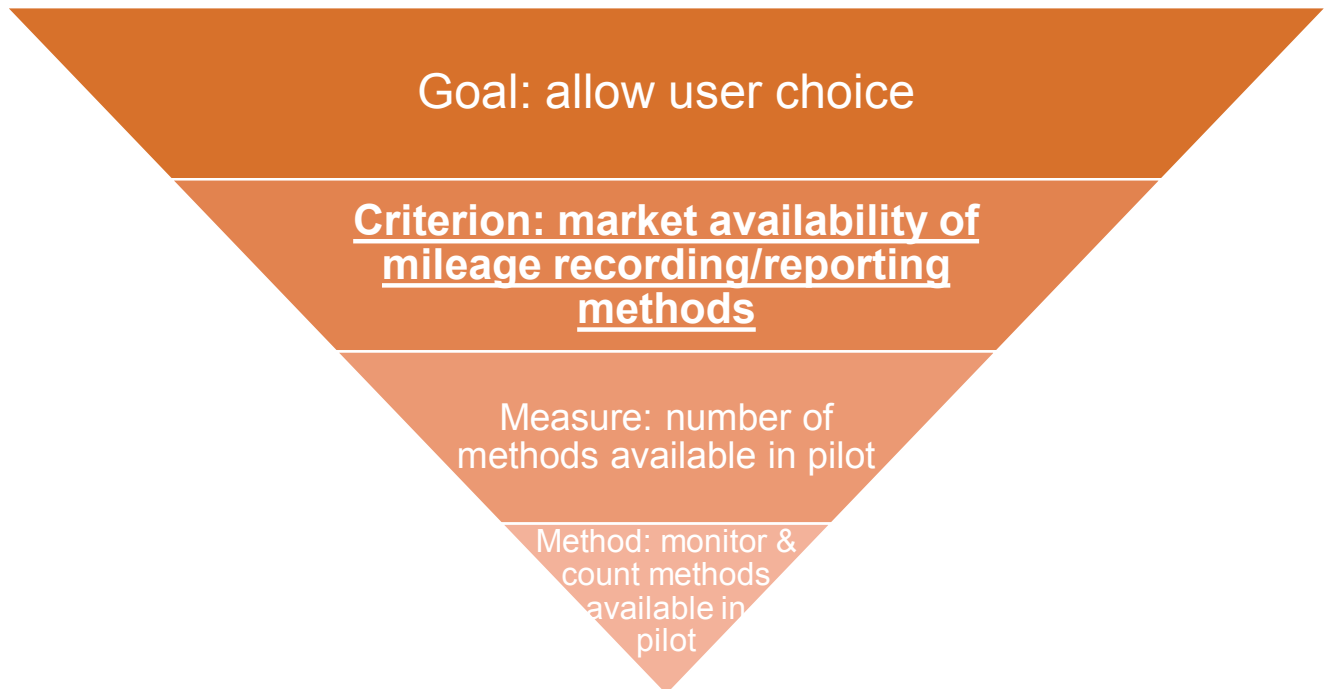 Goal: allow user choice
Criterion: market availability of
mileage recording/reporting
methods
Measure: number of
methods available in pilot
Method: monitor &
count methods
available in
pilot